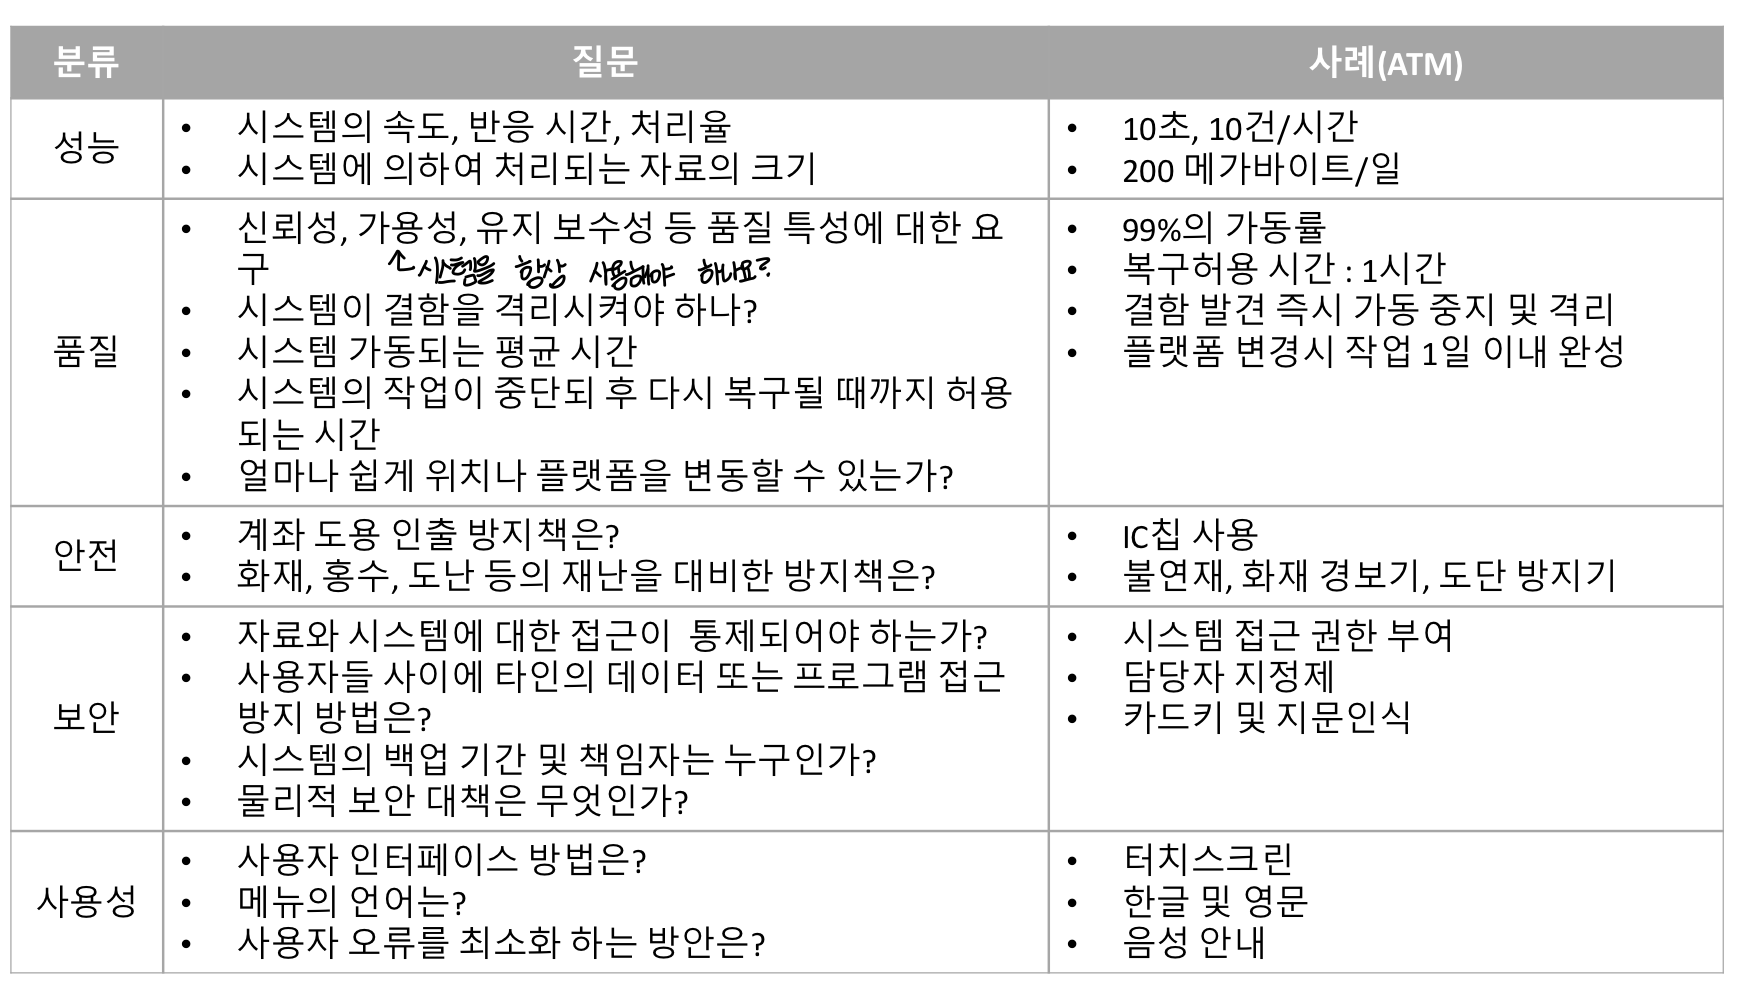 분류 질문 사례(ATM)
성능
• 시스템의 속도, 반응 시간, 처리율
• 시스템에 의하여 처리되는 자료의 크기
• 10초, 10건/시간
• 200 메가바이트/일
품질
• 신뢰성, 가용성, 유지 보수성 등 품질 특성에 대한 요
구
↑ 시스템을 항상 사용해야 하나요?
• 시스템이 결함을 격리시켜야 하나?
• 시스템 가동되는 평균 시간
• 시스템의 작업이 중단되 후 다시 복구될 때까지 허용
되는 시간
• 얼마나 쉽게 위치나 플랫폼을 변동할 수 있는가?
• 99%의 가동률
• 복구허용 시간 : 1시간
• 결함 발견 즉시 가동 중지 및 격리
• 플랫폼 변경시 작업 1일 이내 완성
안전
• 계좌 도용 인출 방지책은?
• 화재, 홍수, 도난 등의 재난을 대비한 방지책은?
• IC칩 사용
• 불연재, 화재 경보기, 도단 방지기
보안
• 자료와 시스템에 대한 접근이 통제되어야 하는가?
• 사용자들 사이에 타인의 데이터 또는 프로그램 접근
방지 방법은?
• 시스템의 백업 기간 및 책임자는 누구인가?
• 물리적 보안 대책은 무엇인가?
• 시스템 접근 권한 부여
• 담당자 지정제
• 카드키 및 지문인식
사용성
• 사용자 인터페이스 방법은?
• 메뉴의 언어는?
• 사용자 오류를 최소화 하는 방안은?
• 터치스크린
• 한글 및 영문
• 음성 안내